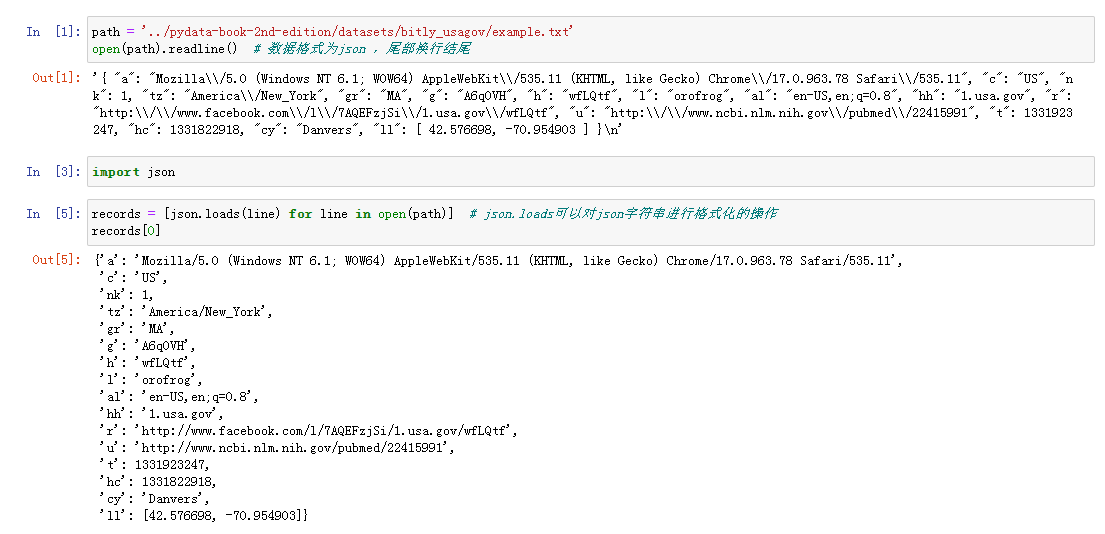 In [1]: path = '../pydata-book-2nd-edition/datasets/bitly_usagov/example.txt'
open(path).readline()  # 数据格式为json ，尾部换行结尾
Out[1]: '{ "a": "Mozilla\\/5.0 (Windows NT 6.1; WOW64) AppleWebKit\\/535.11 (KHTML, like Gecko) Chrome\\/17.0.963.78 Safari\\/535.11", "c": "US", "n
k": 1, "tz": "America\\/New_York", "gr": "MA", "g": "A6qOVH", "h": "wfLQtf", "l": "orofrog", "al": "en-US,en;q=0.8", "hh": "1.usa.gov", "r":
"http:\\/\\/www.facebook.com\\/l\\/7AQEFzjSi\\/1.usa.gov\\/wfLQtf", "u": "http:\\/\\/www.ncbi.nlm.nih.gov\\/pubmed\\/22415991", "t": 1331923
247, "hc": 1331822918, "cy": "Danvers", "ll": [ 42.576698, -70.954903 ] }\n'
In [3]: import json
In [5]: records = [json.loads(line) for line in open(path)]  # json.loads可以对json字符串进行格式化的操作
records[0]
Out[5]: {'a': 'Mozilla/5.0 (Windows NT 6.1; WOW64) AppleWebKit/535.11 (KHTML, like Gecko) Chrome/17.0.963.78 Safari/535.11',
'c': 'US',
'nk': 1,
'tz': 'America/New_York',
'gr': 'MA',
'g': 'A6qOVH',
'h': 'wfLQtf',
'l': 'orofrog',
'al': 'en-US,en;q=0.8',
'hh': '1.usa.gov',
'r': 'http://www.facebook.com/l/7AQEFzjSi/1.usa.gov/wfLQtf',
'u': 'http://www.ncbi.nlm.nih.gov/pubmed/22415991',
't': 1331923247,
'hc': 1331822918,
'cy': 'Danvers',
'll': [42.576698, -70.954903]}